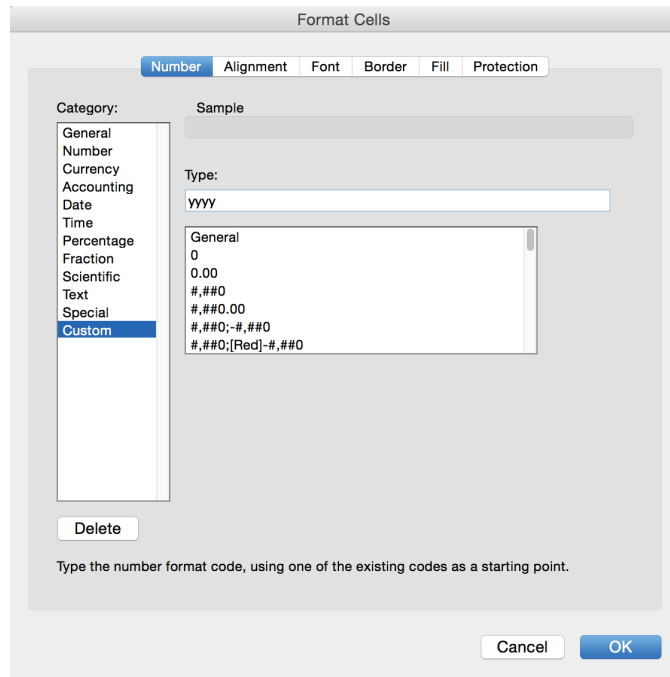 Format Cells
Number Alignment Font Border Fill Protection
Category:
General
Number
Currency
Accounting
Date
Time
Percentage
Fraction
Scientific
Text
Special
Custom
Sample
Type:
yyyy
General
0
0.00
#,##0
#,##0.00
#,##0;-#,##0
#,##0;[Red]-#,##0
Delete
Type the number format code, using one of the existing codes as a starting point.
Cancel OK